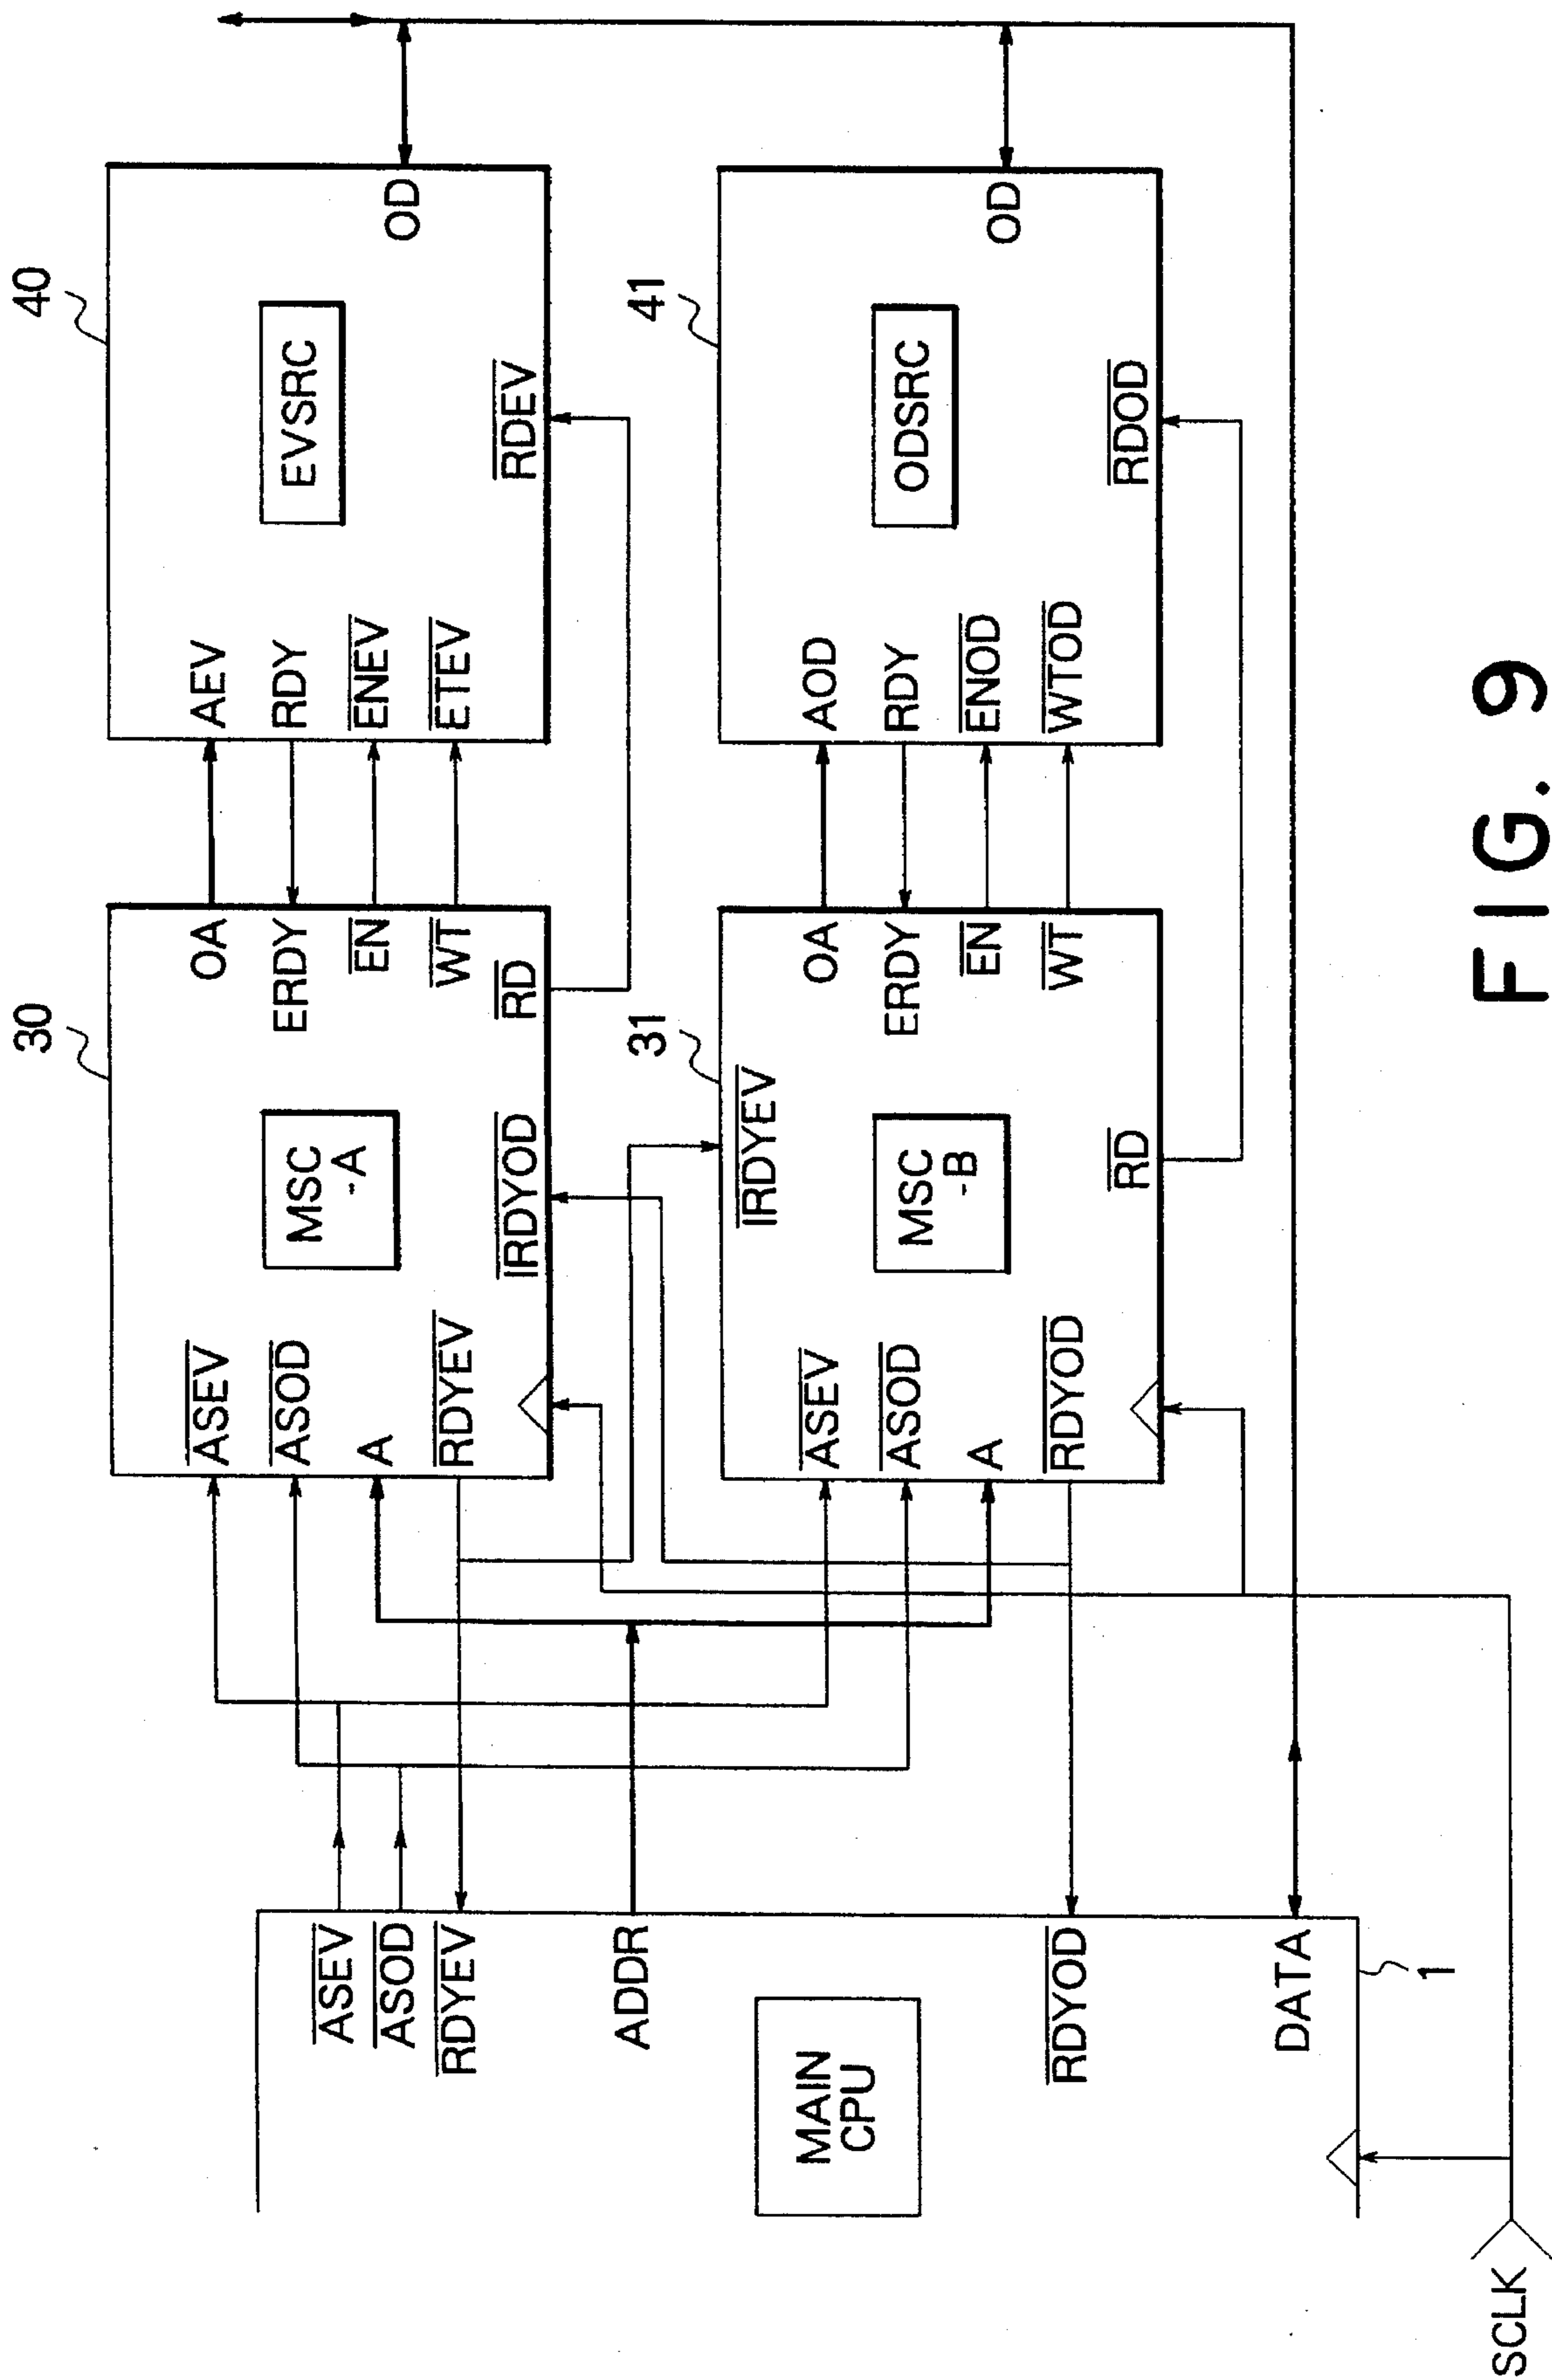 40
EVSRC
AEV
RDY
ENEV
ETEV
RDEV
OD
41
ODSRC
AOD
RDY
ENOD
WTOD
RDOD
OD
30
MSC
-A
ASEV
ASOD
A
RDYEV
IRDYOD
OA
ERDY
EN
WT
RD
31
MSC
-B
IRDYEV
ASEV
ASOD
A
RDYOD
OA
ERDY
EN
WT
RD
ASEV
ASOD
RDYEV
ADDR
RDYOD
DATA
MAIN
CPU
1
SCLK
FIG. 9